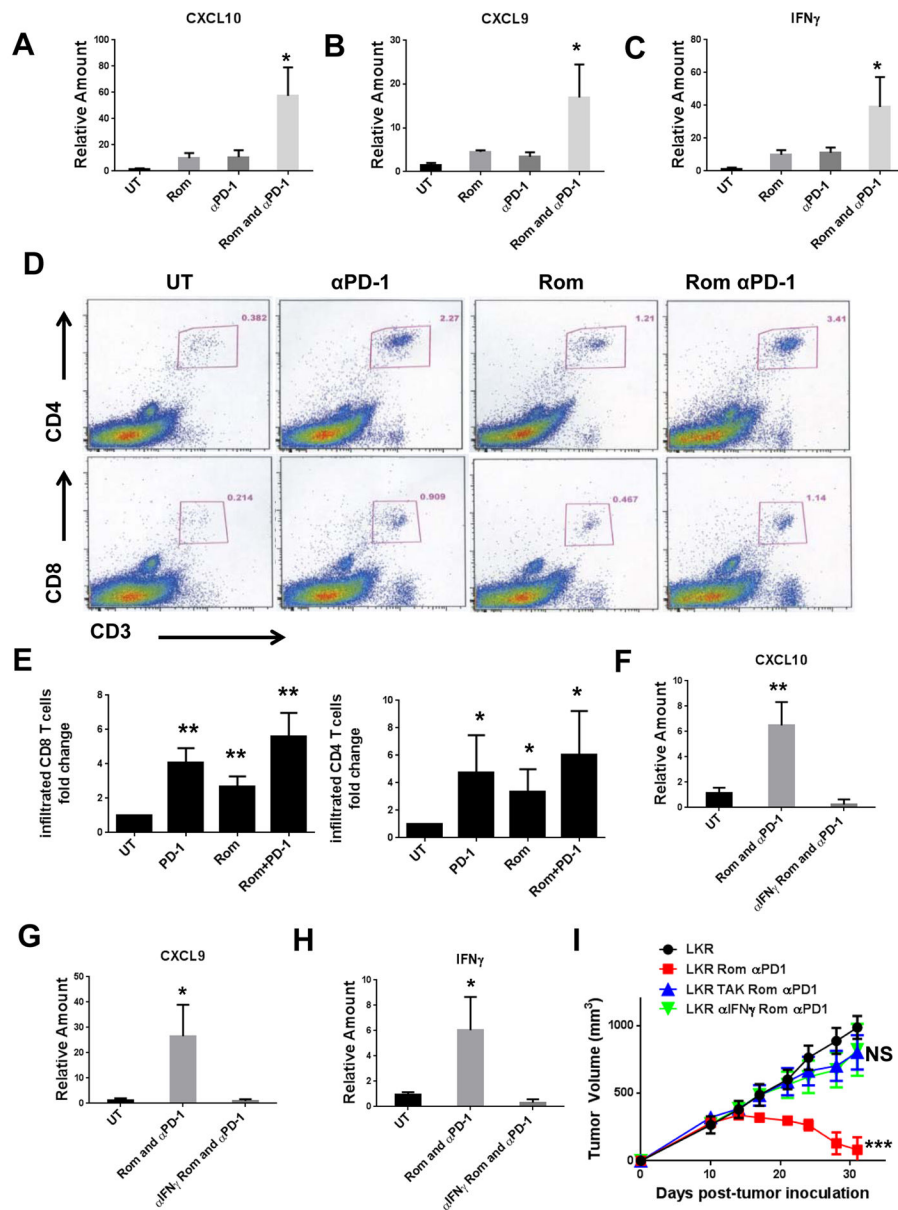 A
CXCL10
Relative Amount
100
80
60
40
20
0
*
UT
Rom
αPD-1
Rom and αPD-1
B
CXCL9
Relative Amount
30
20
10
0
*
UT
Rom
αPD-1
Rom and αPD-1
C
IFNγ
Relative Amount
80
60
40
20
0
*
UT
Rom
αPD-1
Rom and αPD-1
D
UT
αPD-1
Rom
Rom αPD-1
CD4
0.382
2.27
1.21
3.41
CD8
0.214
0.909
0.467
1.14
CD3
E
infiltrated CD8 T cells
fold change
8
6
4
2
0
**
**
**
UT
PD-1
Rom
Rom+PD-1
infiltrated CD4 T cells
fold change
10
8
6
4
2
0
*
*
*
UT
PD-1
Rom
Rom+PD-1
F
CXCL10
Relative Amount
10
8
6
4
2
0
**
UT
Rom and αPD-1
αIFNγ Rom and αPD-1
G
CXCL9
Relative Amount
50
40
30
20
10
0
*
UT
Rom and αPD-1
αIFNγ Rom and αPD-1
H
IFNγ
Relative Amount
10
8
6
4
2
0
*
UT
Rom and αPD-1
αIFNγ Rom and αPD-1
I
LKR
LKR Rom αPD1
LKR TAK Rom αPD1
LKR αIFNγ Rom αPD1
Tumor Volume (mm³)
1000
500
0
NS
***
0
10
20
30
Days post-tumor inoculation